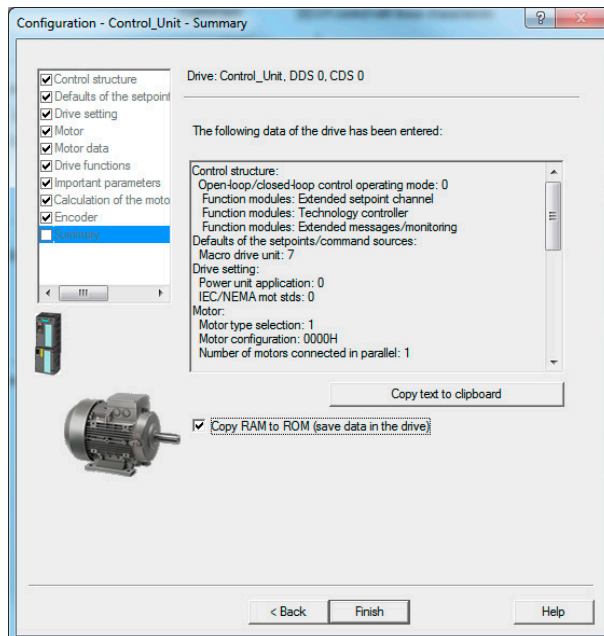 Configuration - Control_Unit - Summary
Control structure
Defaults of the setpoint
Drive setting
Motor
Motor data
Drive functions
Important parameters
Calculation of the moto
Encoder
Summary
Drive: Control_Unit, DDS 0, CDS 0
The following data of the drive has been entered:
Control structure:
Open-loop/closed-loop control operating mode: 0
Function modules: Extended setpoint channel
Function modules: Technology controller
Function modules: Extended messages/monitoring
Defaults of the setpoints/command sources:
Macro drive unit: 7
Drive setting:
Power unit application: 0
IEC/NEMA mot stds: 0
Motor:
Motor type selection: 1
Motor configuration: 0000H
Number of motors connected in parallel: 1
Copy text to clipboard
Copy RAM to ROM (save data in the drive)
< Back
Finish
Help